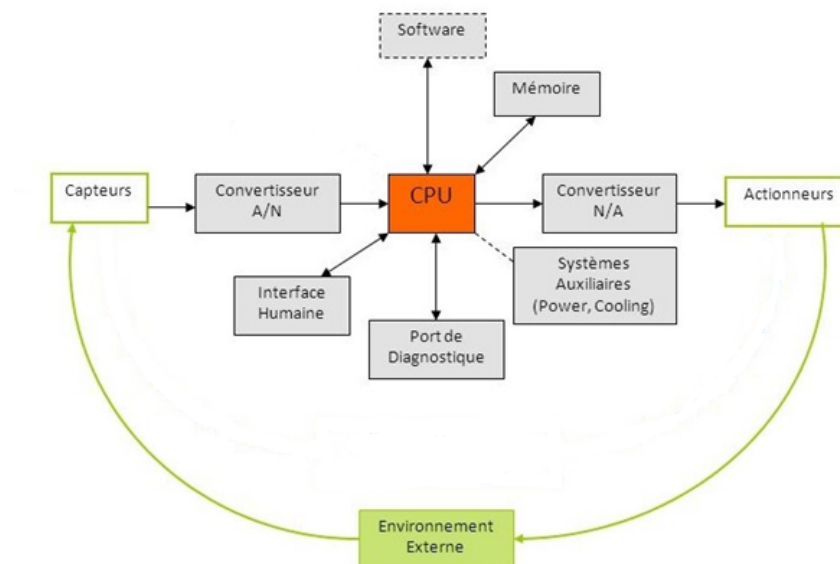 Software
Mémoire
Capteurs
Convertisseur
A/N
CPU
Convertisseur
N/A
Actionneurs
Interface
Humaine
Port de
Diagnostique
Systèmes
Auxiliaires
(Power, Cooling)
Environnement
Externe